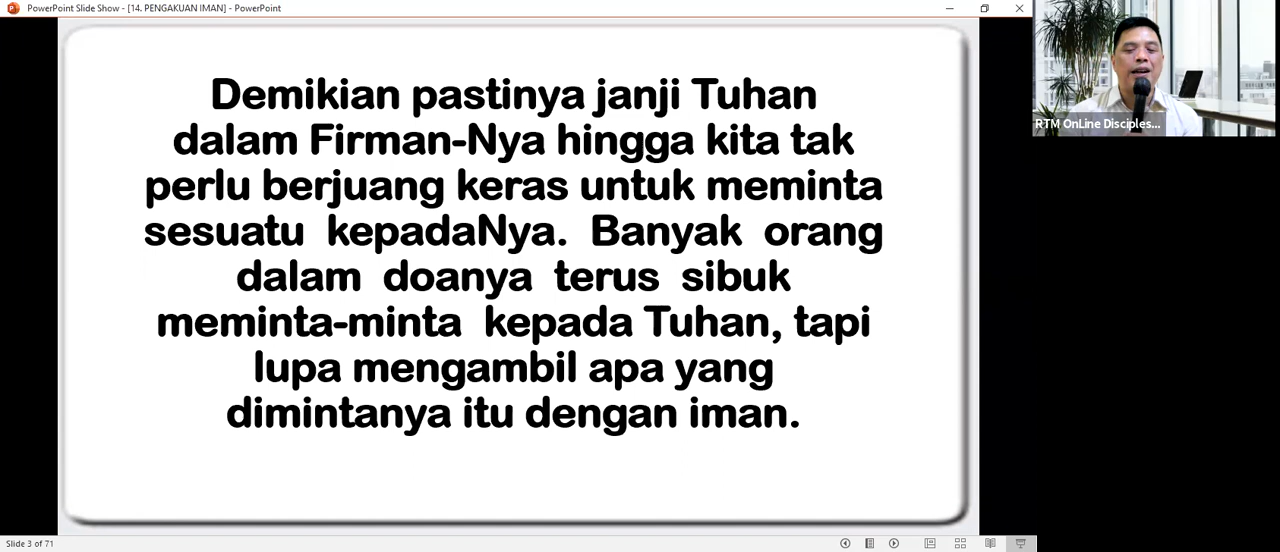 PowerPoint Slide Show - [14. PENGAKUAN IMAN] - PowerPoint
Demikian pastinya janji Tuhan
dalam Firman-Nya hingga kita tak
perlu berjuang keras untuk meminta
sesuatu kepadaNya. Banyak orang
dalam doanya terus sibuk
meminta-minta kepada Tuhan, tapi
lupa mengambil apa yang
dimintanya itu dengan iman.
RTM OnLine Disciples...
Slide 3 of 71